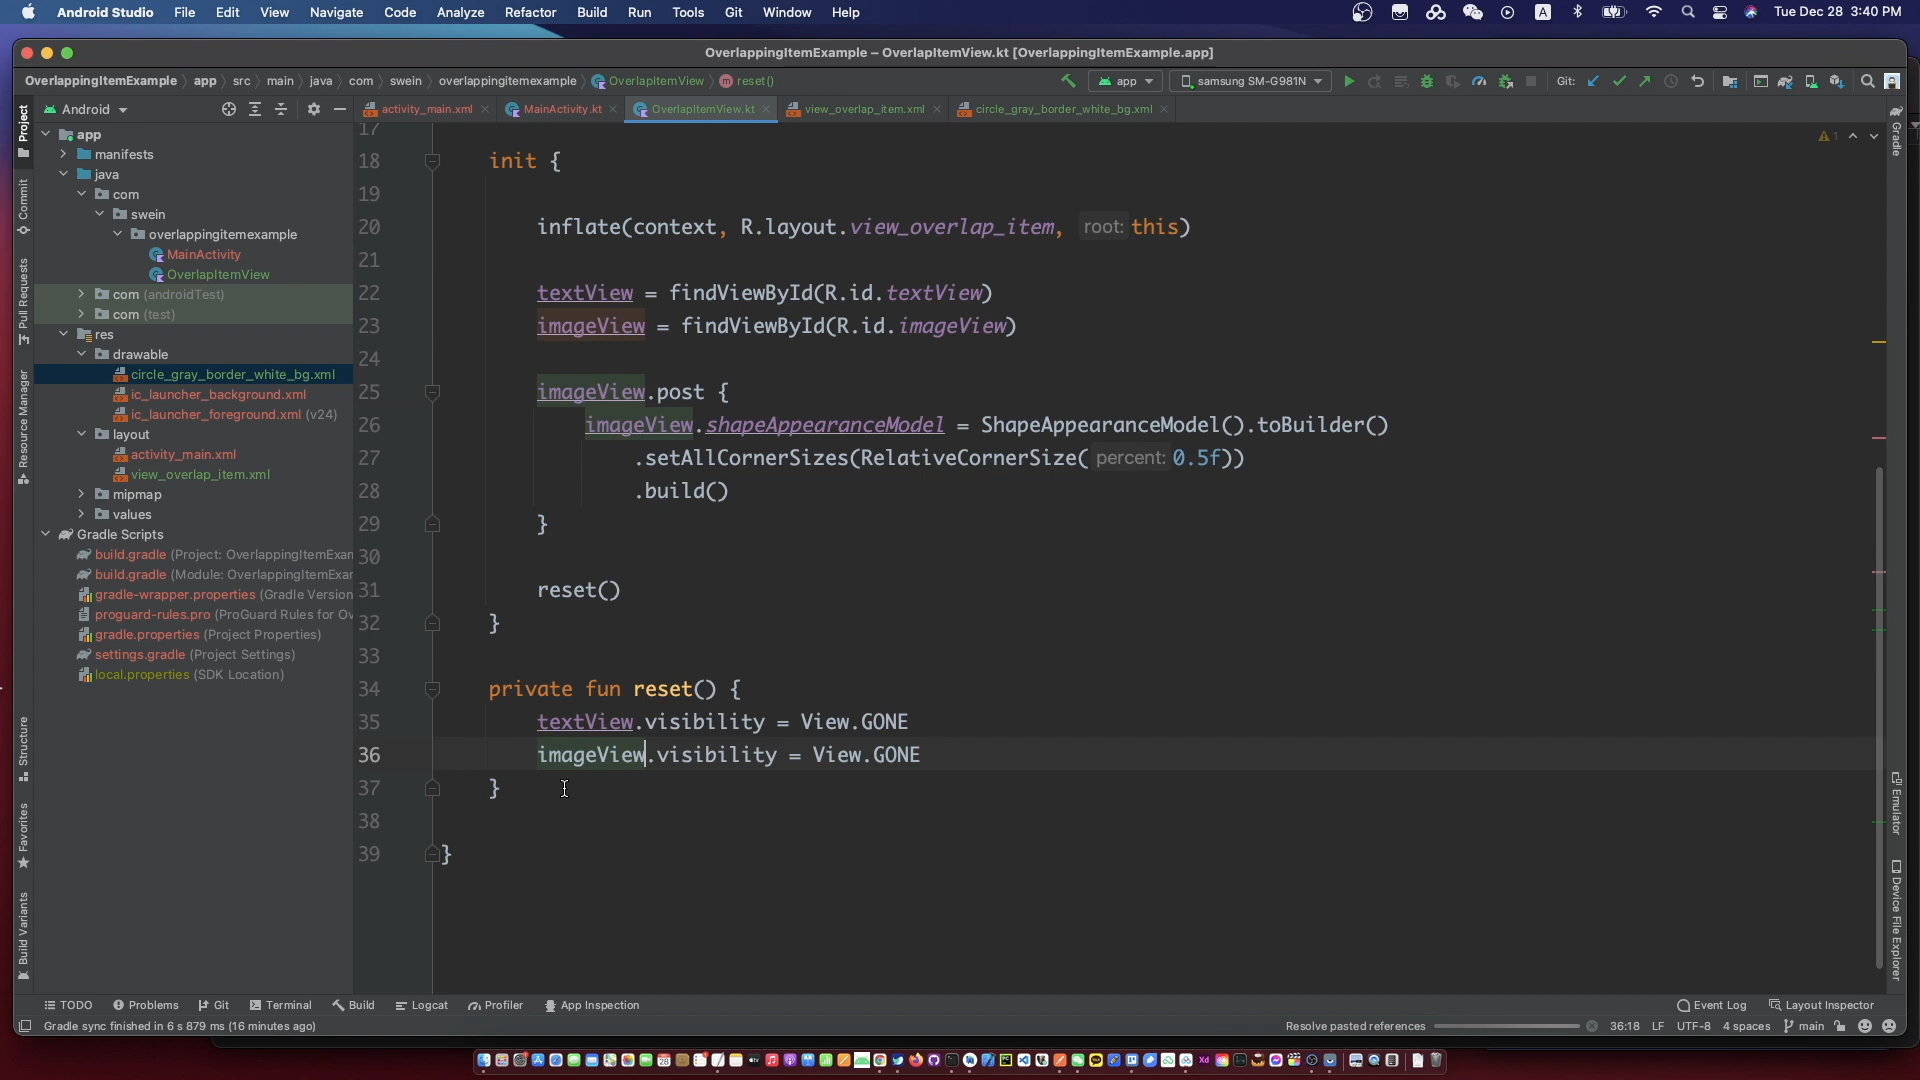 Android Studio File Edit View Navigate Code Analyze Refactor Build Run Tools Git Window Help A Tue Dec 28 3:40 PM
OverlappingItemExample – OverlapItemView.kt [OverlappingItemExample.app]
OverlappingItemExample app src main java com swein overlappingitemexample OverlapItemView m reset() app samsung SM-G981N Git:
Android activity_main.xml MainActivity.kt OverlapItemView.kt view_overlap_item.xml circle_gray_border_white_bg.xml
Project
Commit
Pull Requests
Resource Manager
Structure
Favorites
Build Variants
app
manifests
java
com
swein
overlappingitemexample
MainActivity
OverlapItemView
com (androidTest)
com (test)
res
drawable
circle_gray_border_white_bg.xml
ic_launcher_background.xml
ic_launcher_foreground.xml (v24)
layout
activity_main.xml
view_overlap_item.xml
mipmap
values
Gradle Scripts
build.gradle (Project: OverlappingItemExam
build.gradle (Module: OverlappingItemExar
gradle-wrapper.properties (Gradle Version
proguard-rules.pro (ProGuard Rules for Ov
gradle.properties (Project Properties)
settings.gradle (Project Settings)
local.properties (SDK Location)
17
18 init {
19
20 inflate(context, R.layout.view_overlap_item, root: this)
21
22 textView = findViewById(R.id.textView)
23 imageView = findViewById(R.id.imageView)
24
25 imageView.post {
26 imageView.shapeAppearanceModel = ShapeAppearanceModel().toBuilder()
27 .setAllCornerSizes(RelativeCornerSize( percent: 0.5f))
28 .build()
29 }
30
31 reset()
32 }
33
34 private fun reset() {
35 textView.visibility = View.GONE
36 imageView.visibility = View.GONE
37 }
38
39 }
1
Gradle
Emulator
Device File Explorer
TODO Problems Git Terminal Build Logcat Profiler App Inspection Event Log Layout Inspector
Gradle sync finished in 6 s 879 ms (16 minutes ago) Resolve pasted references 36:18 LF UTF-8 4 spaces main